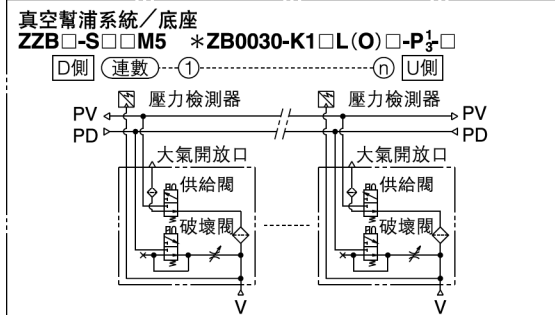 真空幫浦系統／底座
ZZB□-S□□M5 ＊ZB0030-K1□L(O)□-P¹₃-□
D側 連數 ① ⓝ U側
壓力檢測器 壓力檢測器
PV PV
PD PD
大氣開放口 大氣開放口
供給閥 供給閥
破壞閥 破壞閥
V V